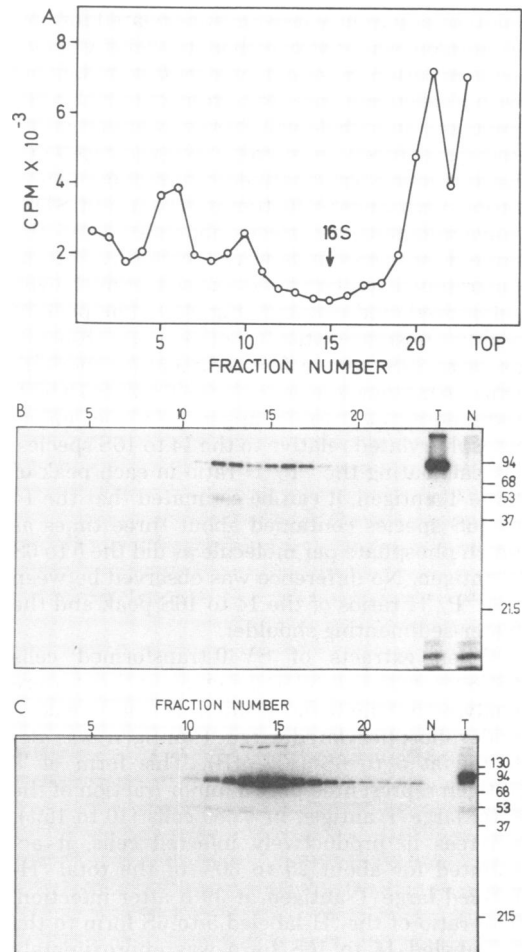 A
8
6
4
2
CPM X 10⁻³
16S
5 10 15 20 TOP
FRACTION NUMBER
B 5 10 15 20 T N
94
68
53
37
21.5
C FRACTION NUMBER
5 10 15 20 N T
130
94
68
53
37
21.5